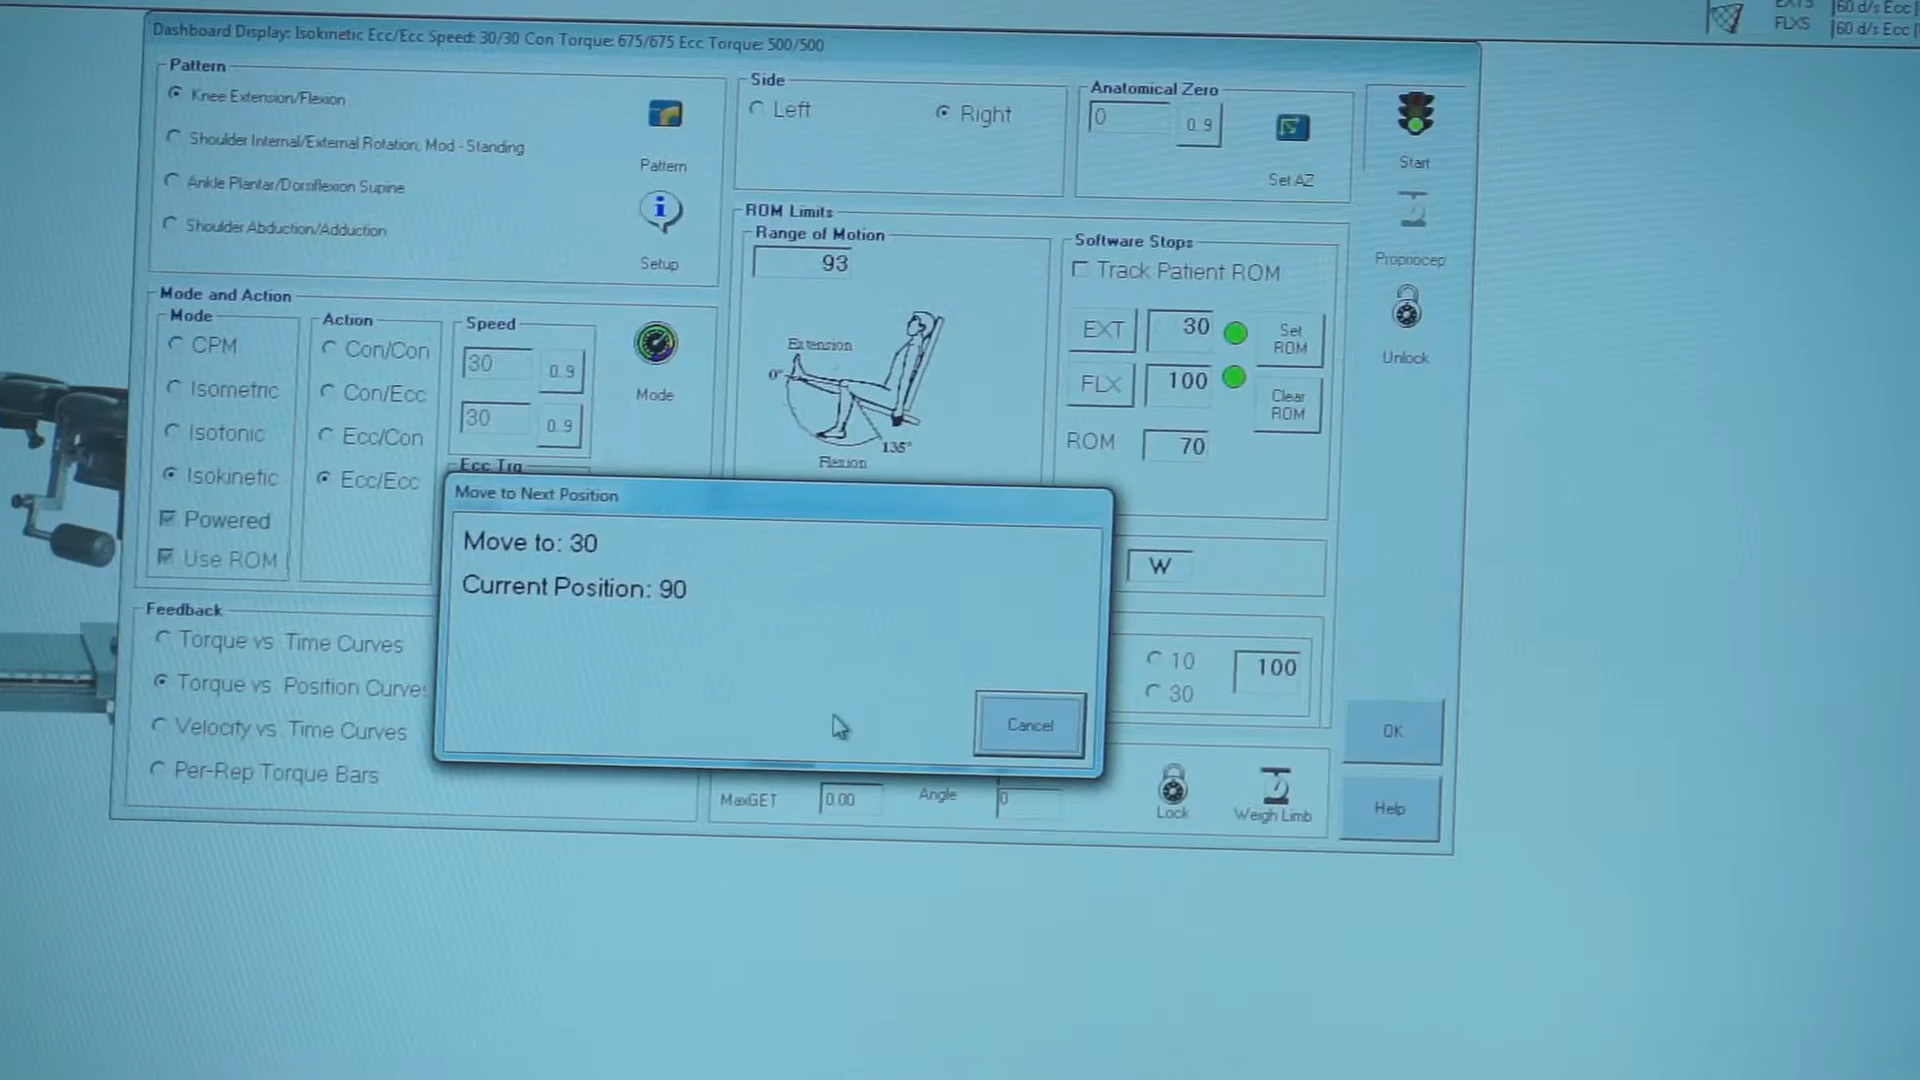 EXTS
60 d/s Ecc
FLXS
60 d/s Ecc
Dashboard Display: Isokinetic Ecc/Ecc Speed: 30/30 Con Torque: 675/675 Ecc Torque: 500/500
Pattern
Knee Extension/Flexion
Shoulder Internal/External Rotation, Mod - Standing
Ankle Plantar/Dorsiflexion Supine
Shoulder Abduction/Adduction
Pattern
Setup
Side
Left
Right
Anatomical Zero
0
0..9
Set AZ
Start
Propriocep
Unlock
ROM Limits
Range of Motion
93
Extension
0°
135°
Flexion
Software Stops
Track Patient ROM
EXT
30
Set
ROM
FLX
100
Clear
ROM
ROM
70
Mode and Action
Mode
CPM
Isometric
Isotonic
Isokinetic
Powered
Use ROM
Action
Con/Con
Con/Ecc
Ecc/Con
Ecc/Ecc
Speed
30
0..9
30
0..9
Mode
Ecc Trq
Move to Next Position
Move to: 30
Current Position: 90
Cancel
W
10
30
100
Feedback
Torque vs Time Curves
Torque vs Position Curves
Velocity vs Time Curves
Per-Rep Torque Bars
MaxGET
0.00
Angle
0
Lock
Weigh Limb
OK
Help